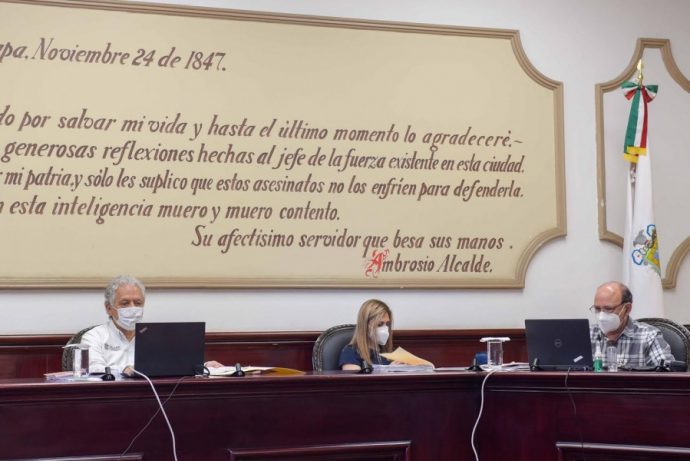 apa, Noviembre 24 de 1847.
do por salvar mi vida y hasta el último momento lo agradeceré.~
generosas reflexiones hechas al jefe de la fuerza existente en esta ciudad.
r mi patria, y sólo les suplico que estos asesinatos no los enfríen para defenderla.
n esta inteligencia muero y muero contento.
Su afectísimo servidor que besa sus manos.
Ambrosio Alcalde.